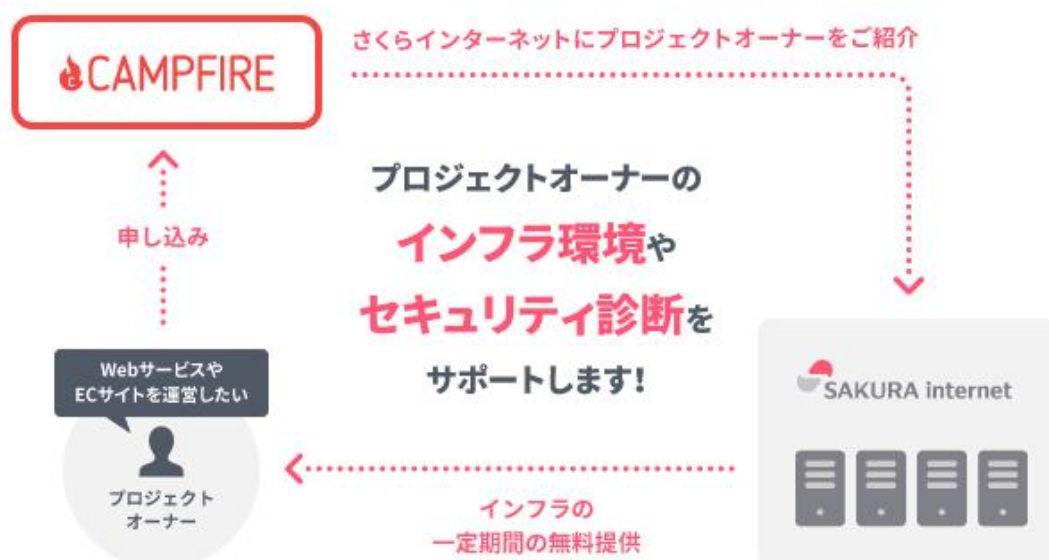 CAMPFIRE
さくらインターネットにプロジェクトオーナーをご紹介
プロジェクトオーナーの
インフラ環境や
セキュリティ診断を
サポートします!
申し込み
Webサービスや
ECサイトを運営したい
プロジェクト
オーナー
SAKURA internet
インフラの
一定期間の無料提供